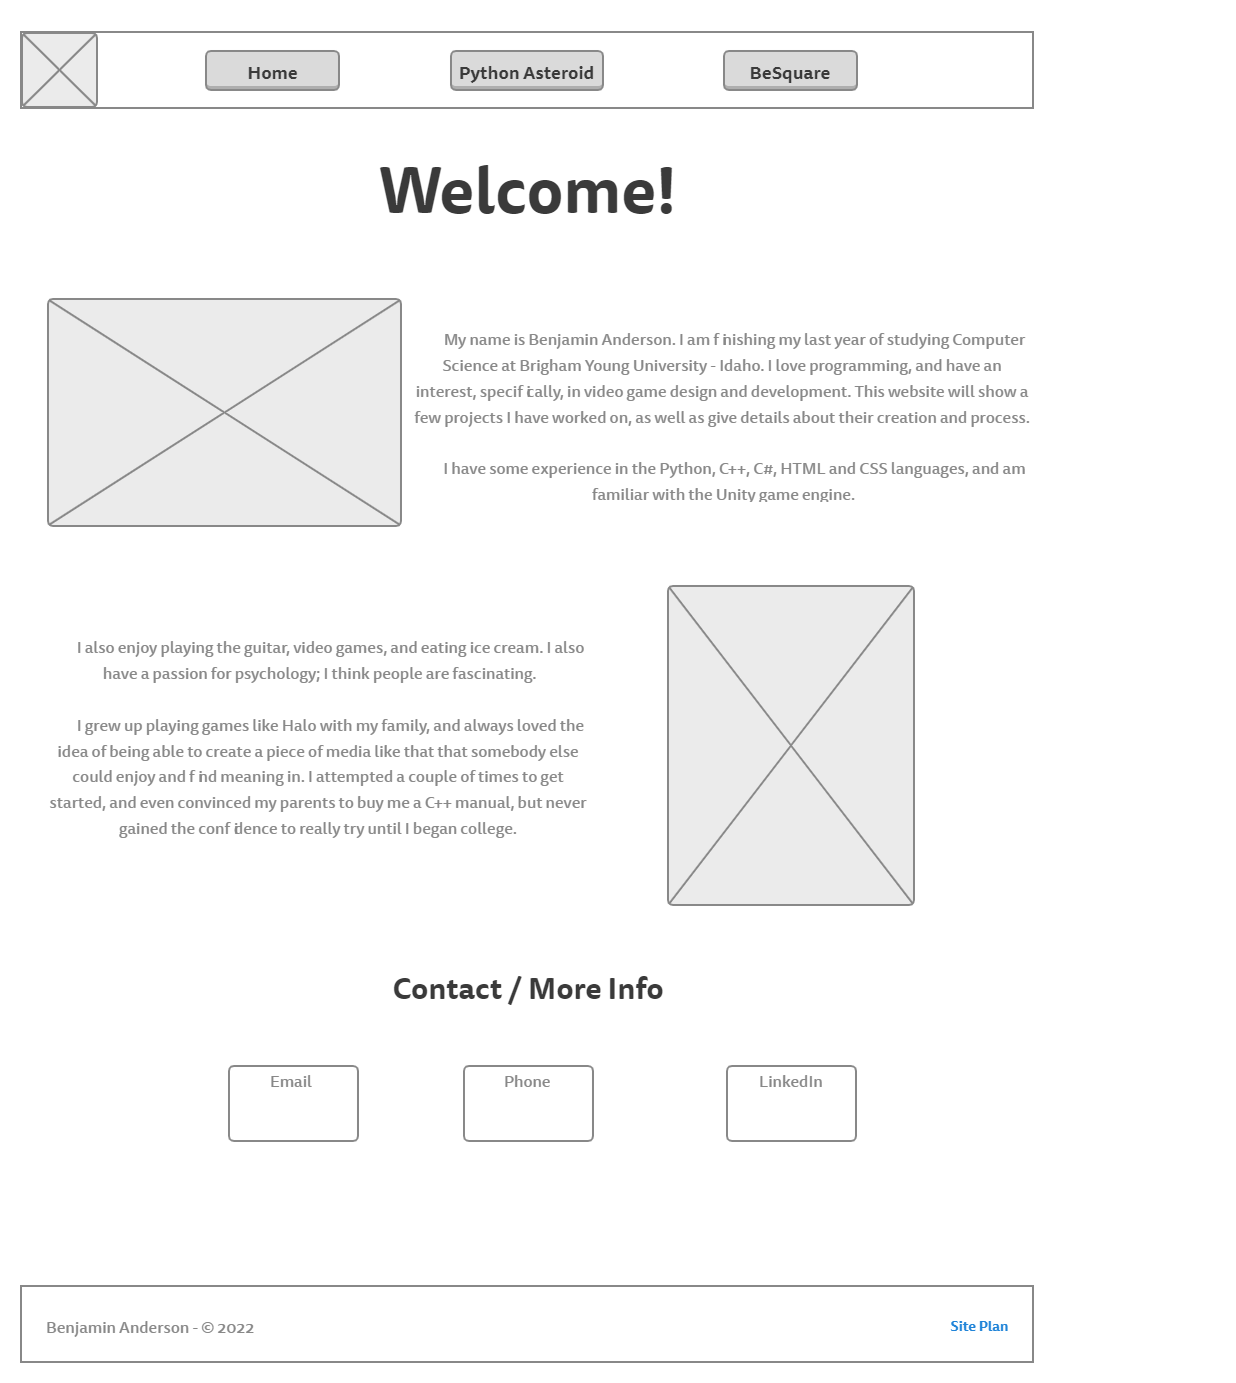 Home
Python Asteroid
BeSquare
Welcome!
My name is Benjamin Anderson. I am finishing my last year of studying Computer
Science at Brigham Young University - Idaho. I love programming, and have an
interest, specifically, in video game design and development. This website will show a
few projects I have worked on, as well as give details about their creation and process.
I have some experience in the Python, C++, C#, HTML and CSS languages, and am
familiar with the Unity game engine.
I also enjoy playing the guitar, video games, and eating ice cream. I also
have a passion for psychology; I think people are fascinating.
I grew up playing games like Halo with my family, and always loved the
idea of being able to create a piece of media like that that somebody else
could enjoy and find meaning in. I attempted a couple of times to get
started, and even convinced my parents to buy me a C++ manual, but never
gained the confidence to really try until I began college.
Contact / More Info
Email
Phone
LinkedIn
Benjamin Anderson - © 2022
Site Plan